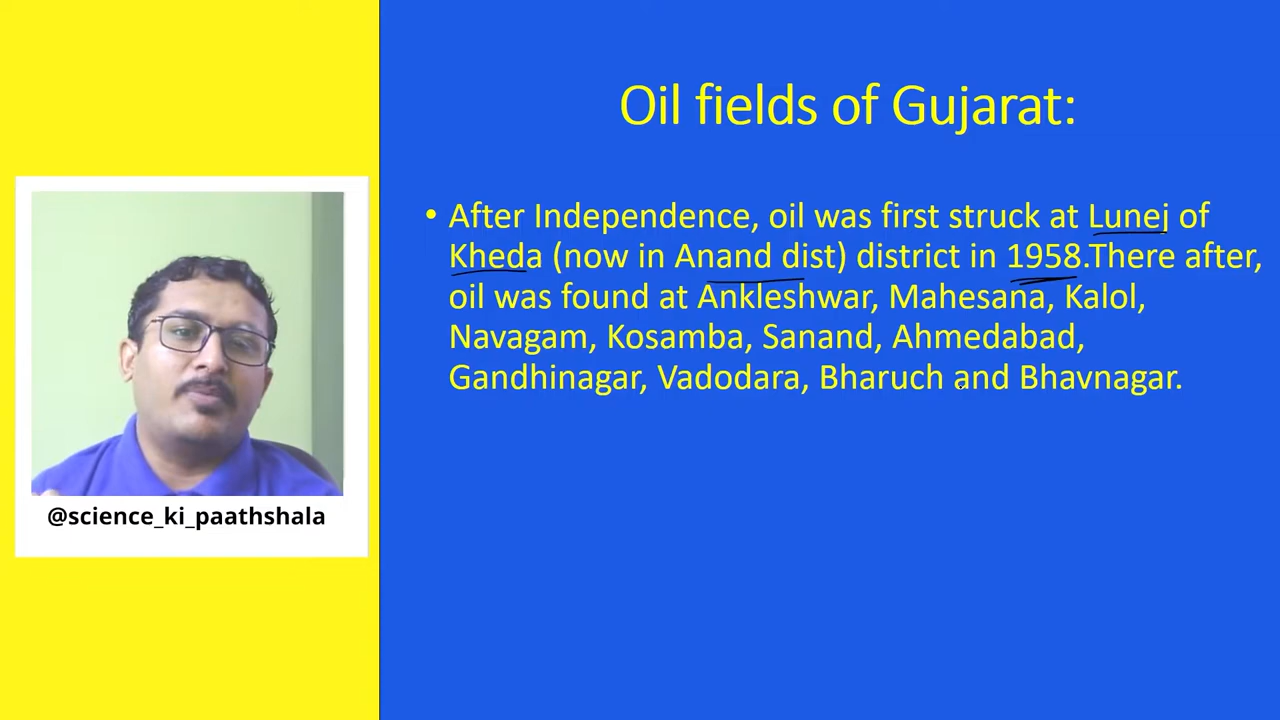 Oil fields of Gujarat:
• After Independence, oil was first struck at Lunej of
Kheda (now in Anand dist) district in 1958.There after,
oil was found at Ankleshwar, Mahesana, Kalol,
Navagam, Kosamba, Sanand, Ahmedabad,
Gandhinagar, Vadodara, Bharuch and Bhavnagar.
@science_ki_paathshala